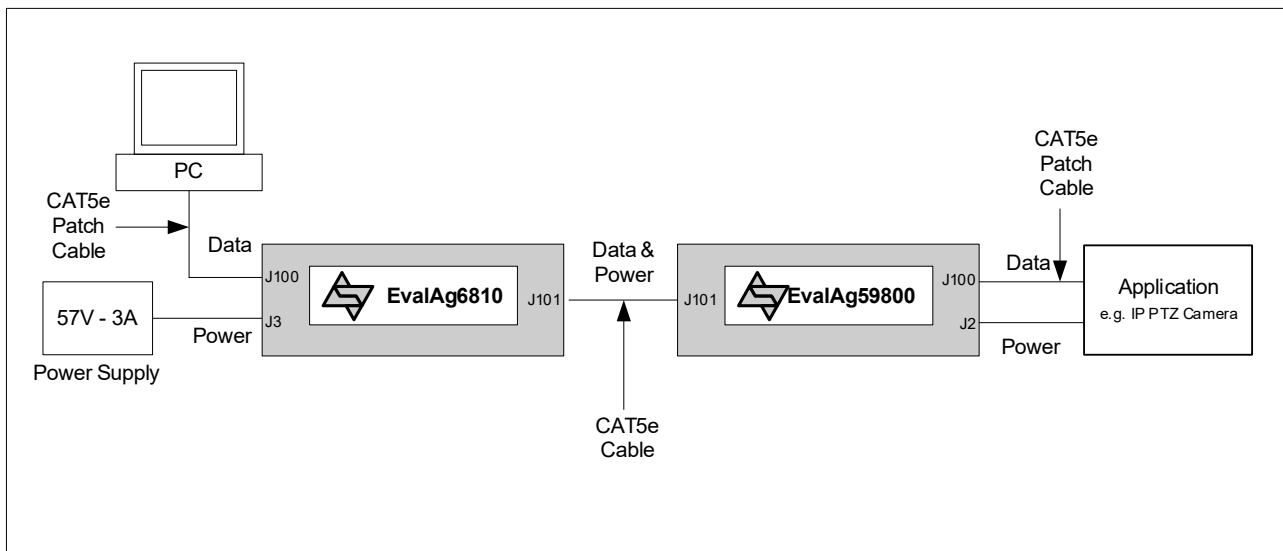 PC
CAT5e
Patch
Cable
Data
57V - 3A
Power
Power Supply
J100
J3
EvalAg6810
J101
Data &
Power
CAT5e
Cable
J101
EvalAg59800
J100
J2
Data
Power
CAT5e
Patch
Cable
Application
e.g. IP PTZ Camera